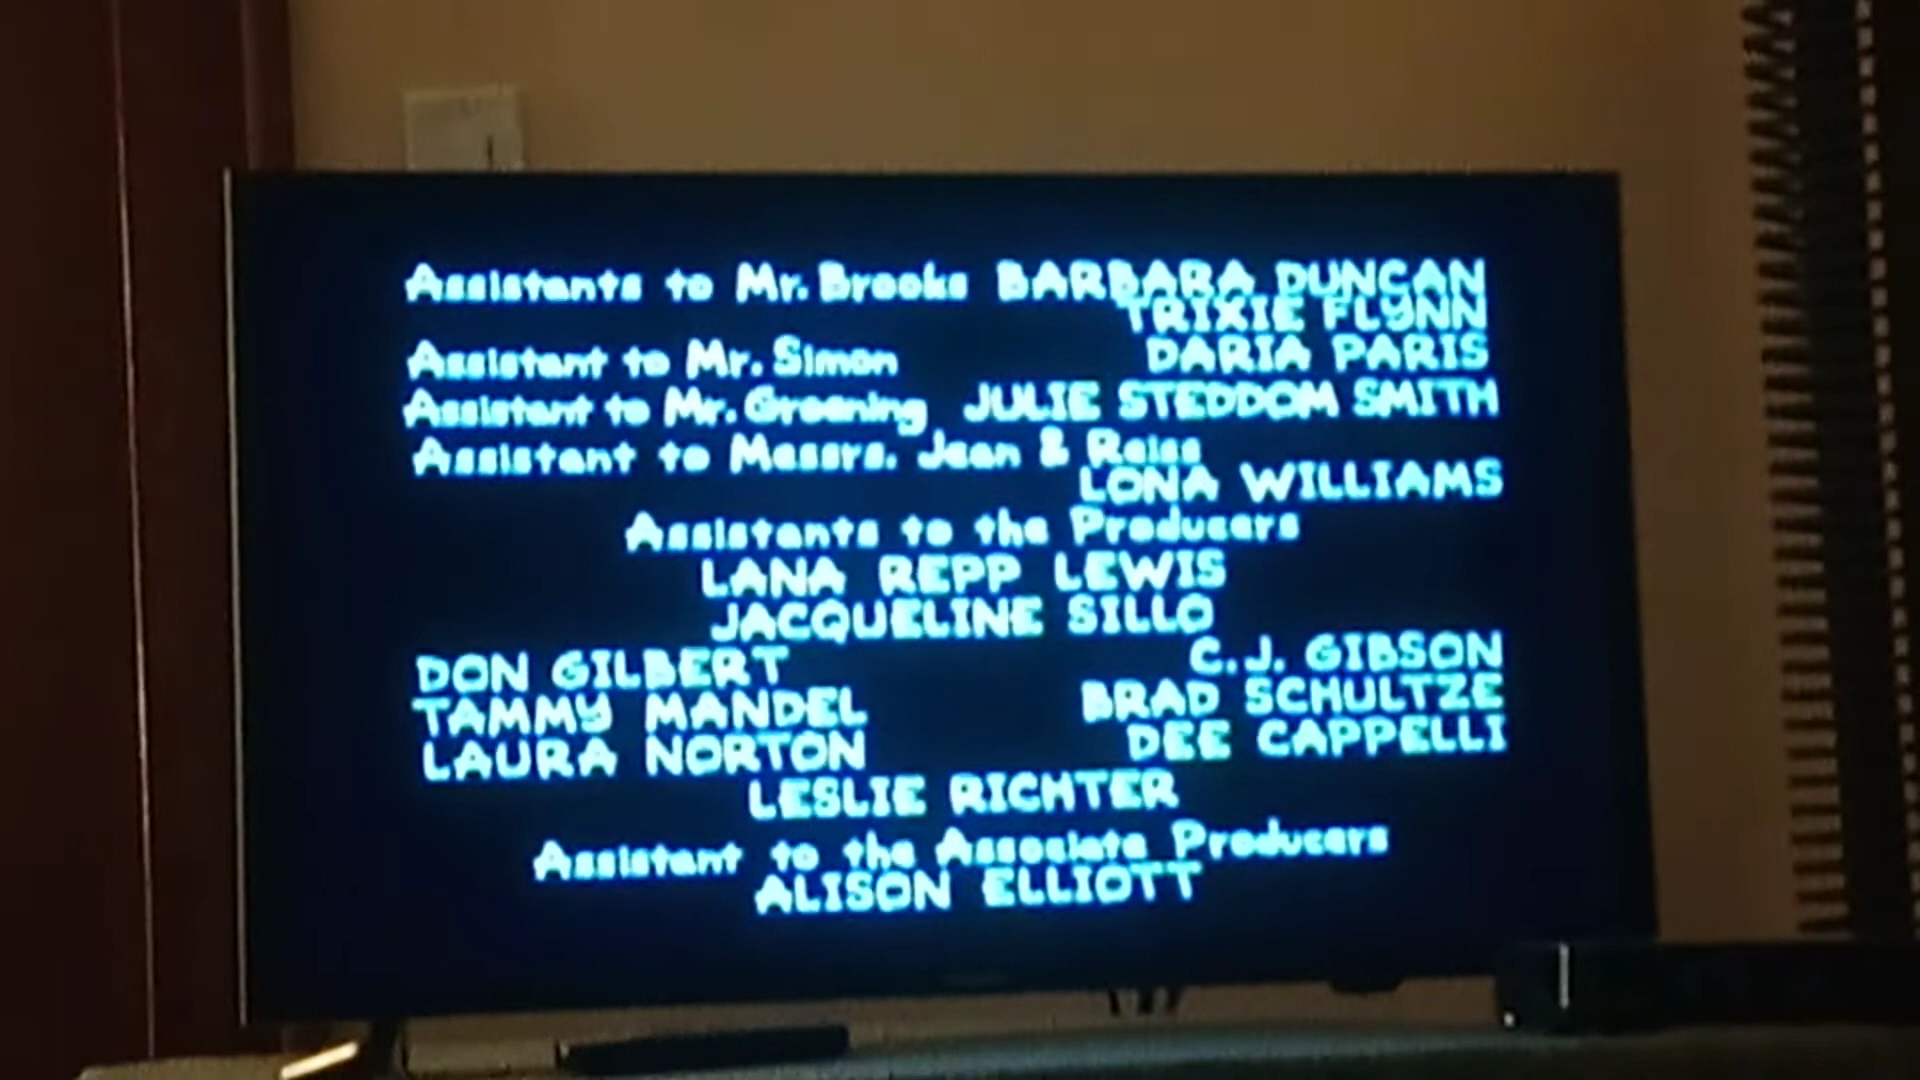 Assistants to Mr. Brooks BARBARA DUNCAN
TRIXIE FLYNN
Assistant to Mr. Simon DARIA PARIS
Assistant to Mr. Groening JULIE STEDDOM SMITH
Assistant to Messrs. Jean & Reiss
LONA WILLIAMS
Assistants to the Producers
LANA REPP LEWIS
JACQUELINE SILLO
DON GILBERT C.J. GIBSON
TAMMY MANDEL BRAD SCHULTZE
LAURA NORTON DEE CAPPELLI
LESLIE RICHTER
Assistant to the Associate Producers
ALISON ELLIOTT